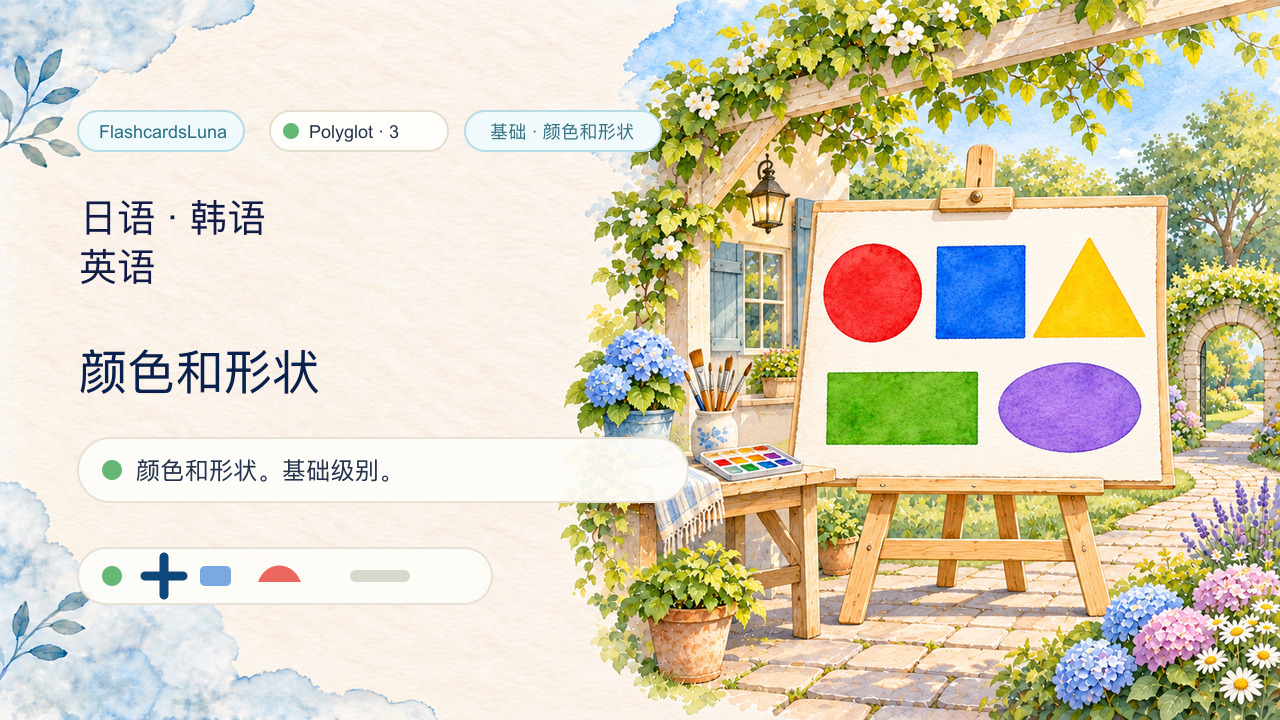 FlashcardsLuna
Polyglot · 3
基础 · 颜色和形状
日语 · 韩语
英语
颜色和形状
颜色和形状。基础级别。